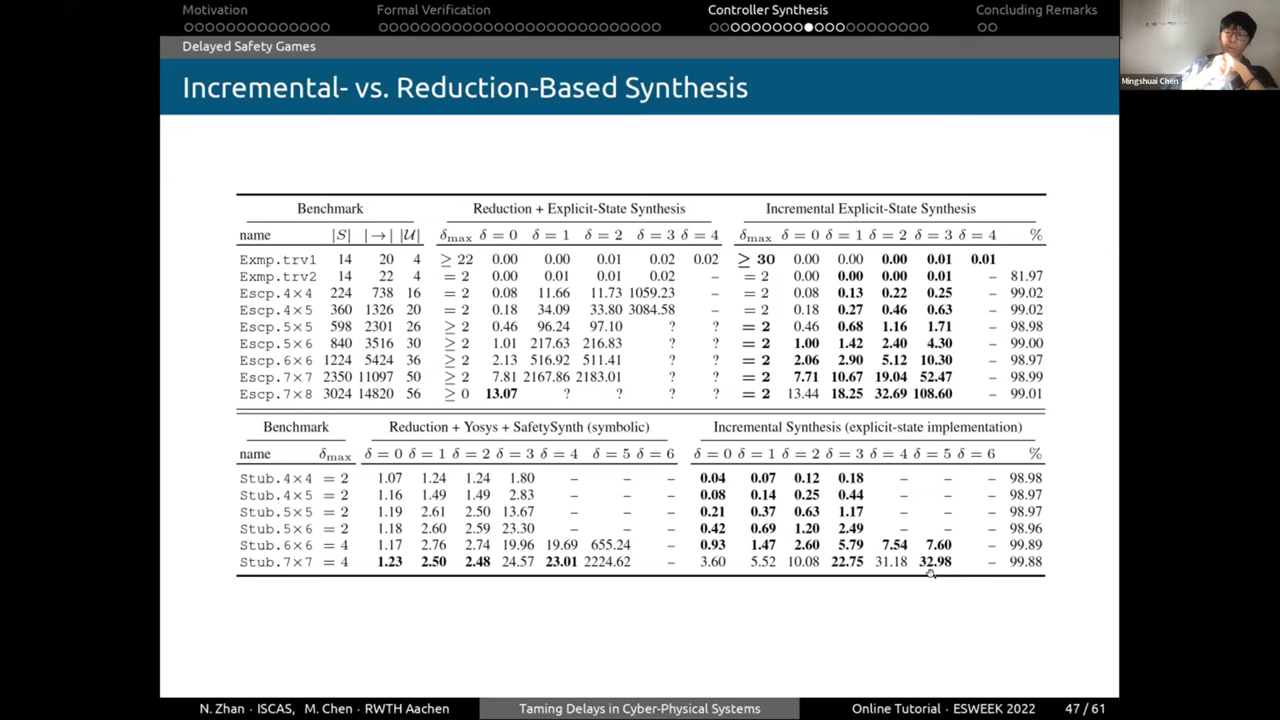 Motivation Formal Verification Controller Synthesis Concluding Remarks
Delayed Safety Games
Incremental- vs. Reduction-Based Synthesis
Mingshuai Chen
Benchmark Reduction + Explicit-State Synthesis Incremental Explicit-State Synthesis
name |S| |→| |U| δmax δ = 0 δ = 1 δ = 2 δ = 3 δ = 4 δmax δ = 0 δ = 1 δ = 2 δ = 3 δ = 4 %
Exmp.trv1 14 20 4 ≥ 22 0.00 0.00 0.01 0.02 0.02 ≥ 30 0.00 0.00 0.00 0.01 0.01
Exmp.trv2 14 22 4 = 2 0.00 0.01 0.01 0.02 – = 2 0.00 0.00 0.00 0.01 – 81.97
Escp.4×4 224 738 16 = 2 0.08 11.66 11.73 1059.23 – = 2 0.08 0.13 0.22 0.25 – 99.02
Escp.4×5 360 1326 20 = 2 0.18 34.09 33.80 3084.58 – = 2 0.18 0.27 0.46 0.63 – 99.02
Escp.5×5 598 2301 26 ≥ 2 0.46 96.24 97.10 ? ? = 2 0.46 0.68 1.16 1.71 – 98.98
Escp.5×6 840 3516 30 ≥ 2 1.01 217.63 216.83 ? ? = 2 1.00 1.42 2.40 4.30 – 99.00
Escp.6×6 1224 5424 36 ≥ 2 2.13 516.92 511.41 ? ? = 2 2.06 2.90 5.12 10.30 – 98.97
Escp.7×7 2350 11097 50 ≥ 2 7.81 2167.86 2183.01 ? ? = 2 7.71 10.67 19.04 52.47 – 98.99
Escp.7×8 3024 14820 56 ≥ 0 13.07 ? ? ? ? = 2 13.44 18.25 32.69 108.60 – 99.01
Benchmark Reduction + Yosys + SafetySynth (symbolic) Incremental Synthesis (explicit-state implementation)
name δmax δ = 0 δ = 1 δ = 2 δ = 3 δ = 4 δ = 5 δ = 6 δ = 0 δ = 1 δ = 2 δ = 3 δ = 4 δ = 5 δ = 6 %
Stub.4×4 = 2 1.07 1.24 1.24 1.80 – – – 0.04 0.07 0.12 0.18 – – – 98.98
Stub.4×5 = 2 1.16 1.49 1.49 2.83 – – – 0.08 0.14 0.25 0.44 – – – 98.97
Stub.5×5 = 2 1.19 2.61 2.50 13.67 – – – 0.21 0.37 0.63 1.17 – – – 98.97
Stub.5×6 = 2 1.18 2.60 2.59 23.30 – – – 0.42 0.69 1.20 2.49 – – – 98.96
Stub.6×6 = 4 1.17 2.76 2.74 19.96 19.69 655.24 – 0.93 1.47 2.60 5.79 7.54 7.60 – 99.89
Stub.7×7 = 4 1.23 2.50 2.48 24.57 23.01 2224.62 – 3.60 5.52 10.08 22.75 31.18 32.98 – 99.88
N. Zhan · ISCAS, M. Chen · RWTH Aachen Taming Delays in Cyber-Physical Systems Online Tutorial · ESWEEK 2022 47 / 61